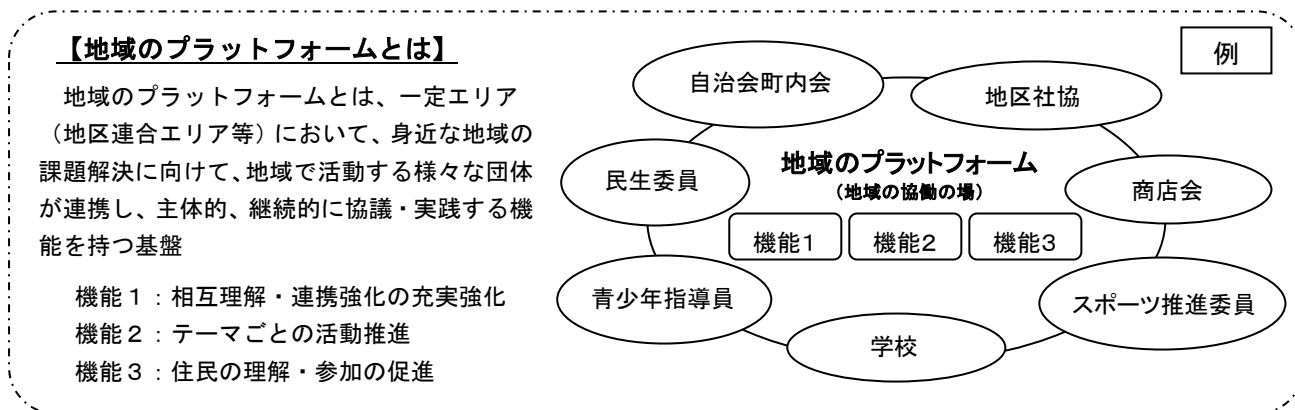 【地域のプラットフォームとは】
地域のプラットフォームとは、一定エリア
（地区連合エリア等）において、身近な地域の
課題解決に向けて、地域で活動する様々な団体
が連携し、主体的、継続的に協議・実践する機
能を持つ基盤
機能１：相互理解・連携強化の充実強化
機能２：テーマごとの活動推進
機能３：住民の理解・参加の促進
例
自治会町内会
地区社協
民生委員
地域のプラットフォーム
（地域の協働の場）
商店会
機能１
機能２
機能３
青少年指導員
スポーツ推進委員
学校